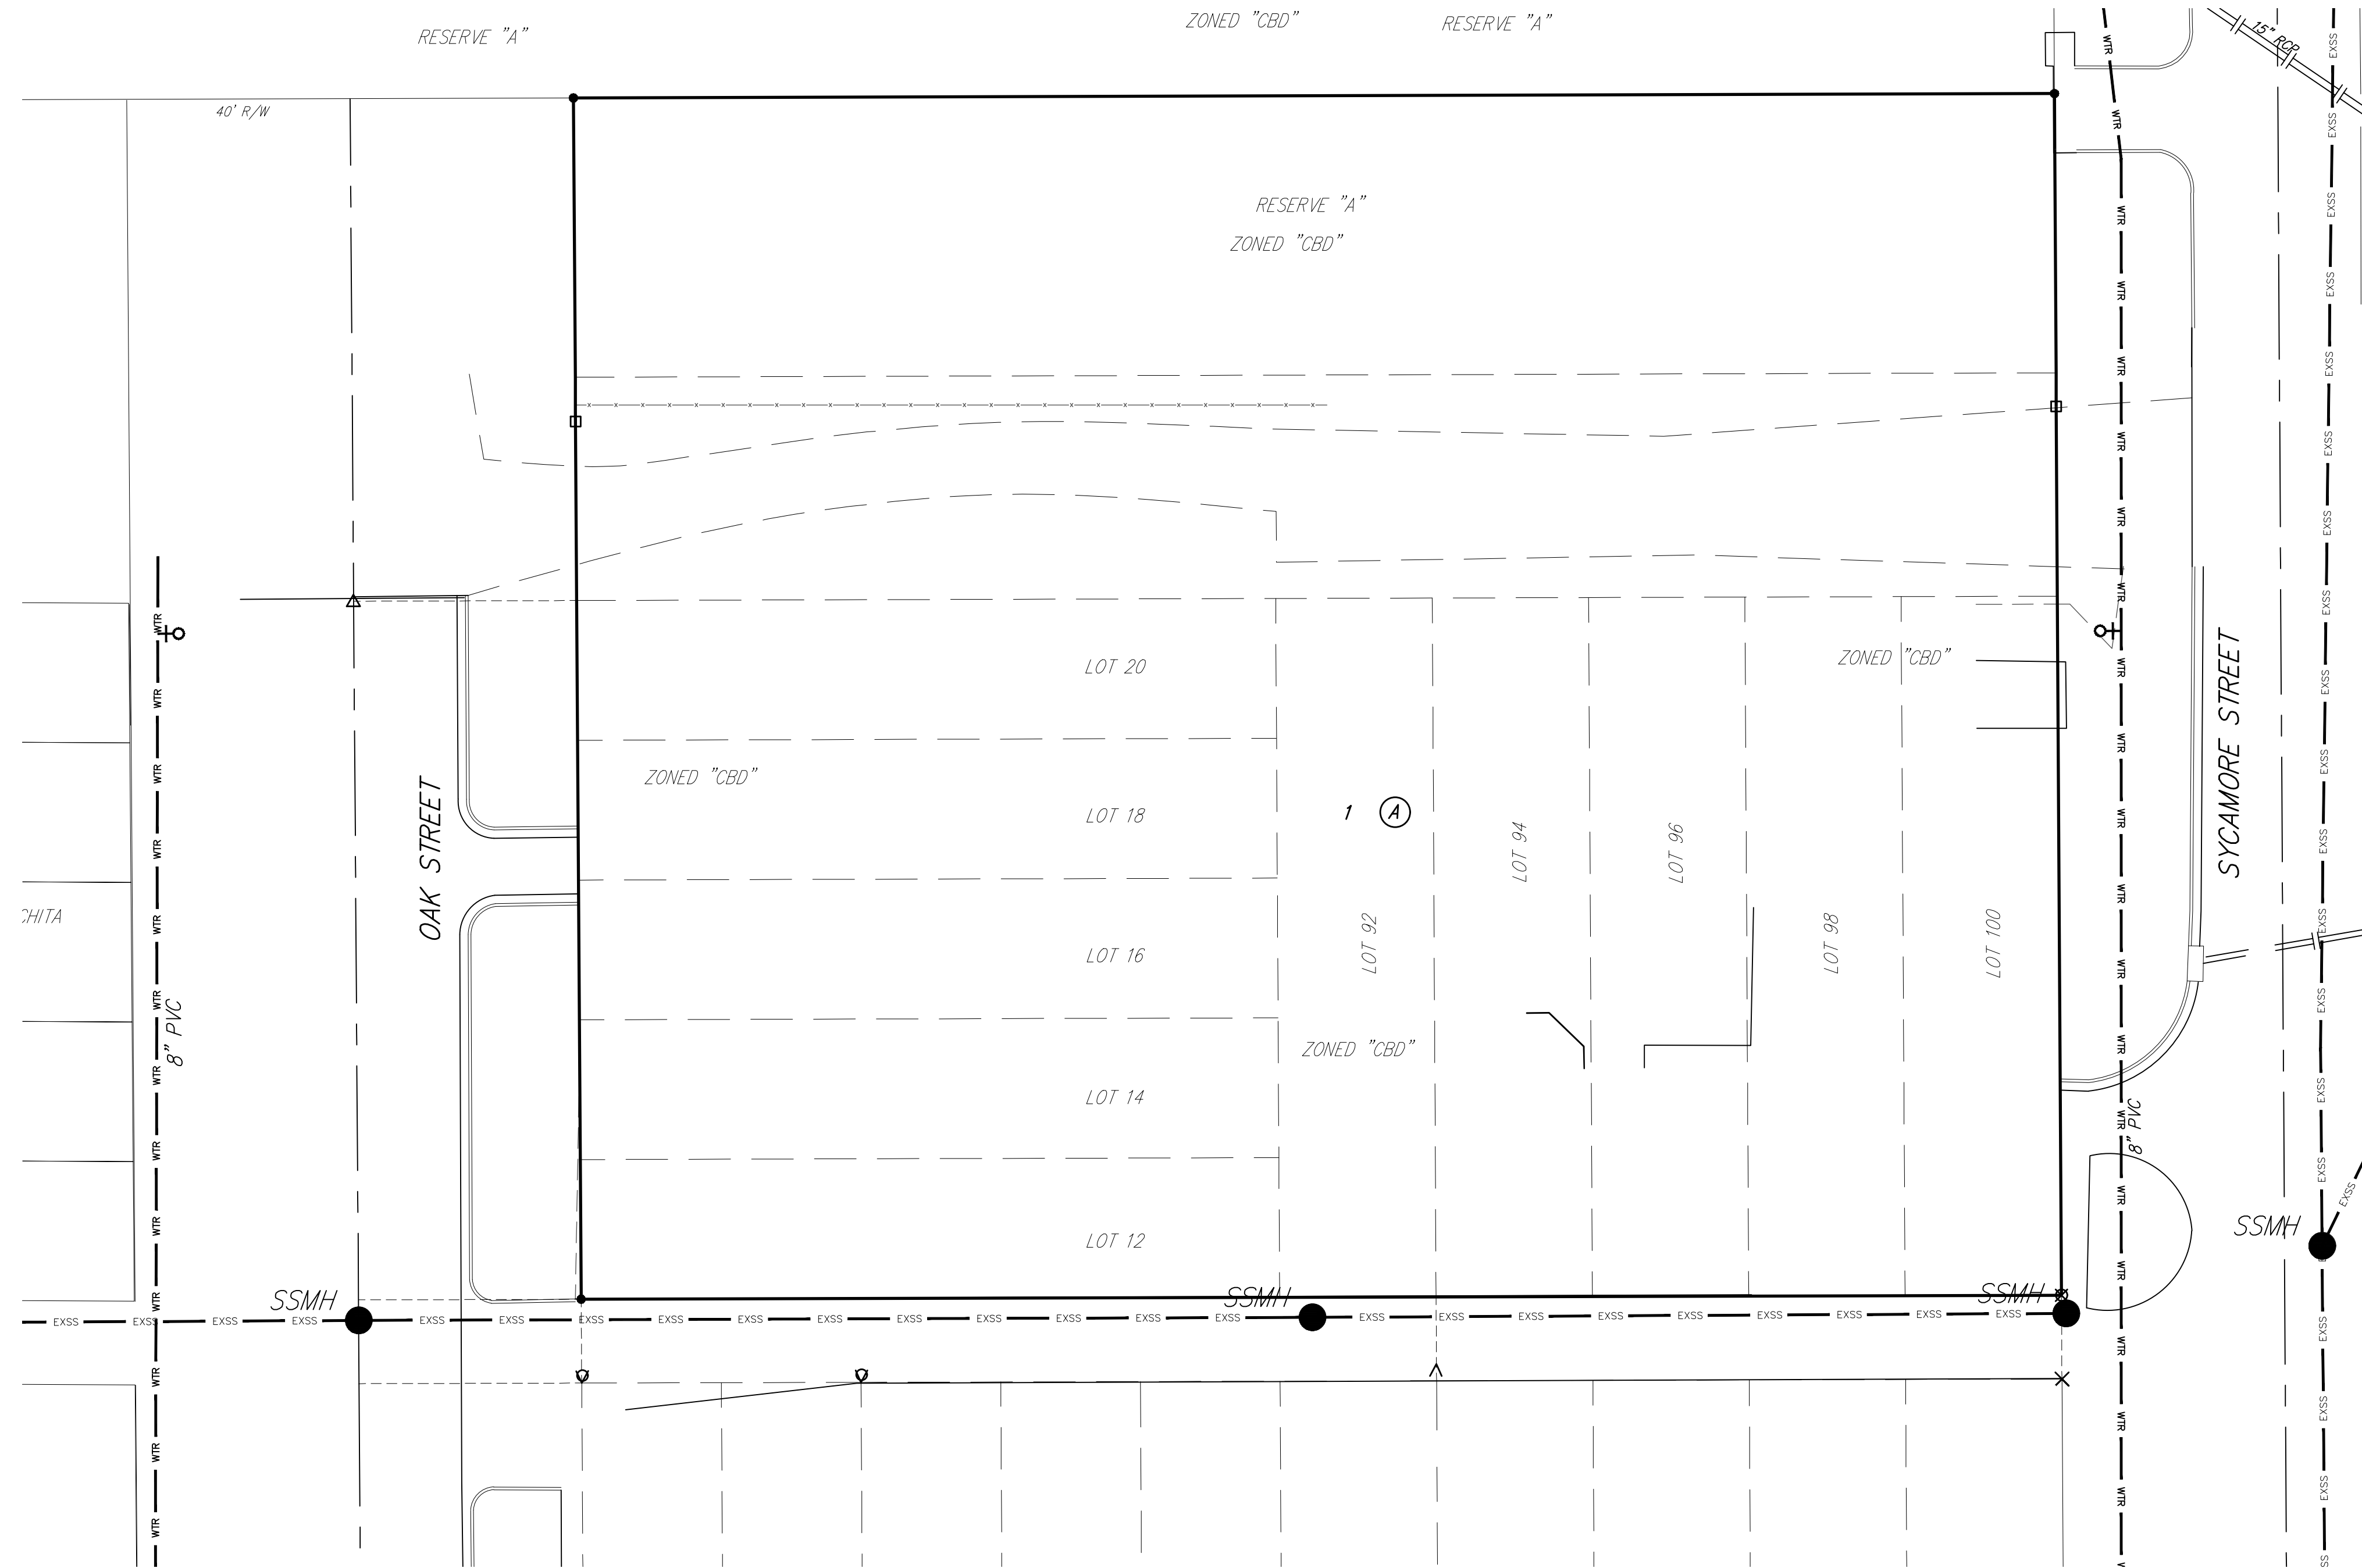 ZONED "CBD"
RESERVE "A"
RESERVE "A"
15" RCP
40' R/W
RESERVE "A"
ZONED "CBD"
LOT 20
ZONED "CBD"
ZONED "CBD"
LOT 18
1 A
LOT 94
LOT 96
OAK STREET
SYCAMORE STREET
CHITA
LOT 16
LOT 92
LOT 98
LOT 100
8" PVC
ZONED "CBD"
LOT 14
8" PVC
LOT 12
SSMH
SSMH
SSMH
SSMH
WTR
WTR
EXSS
EXSS